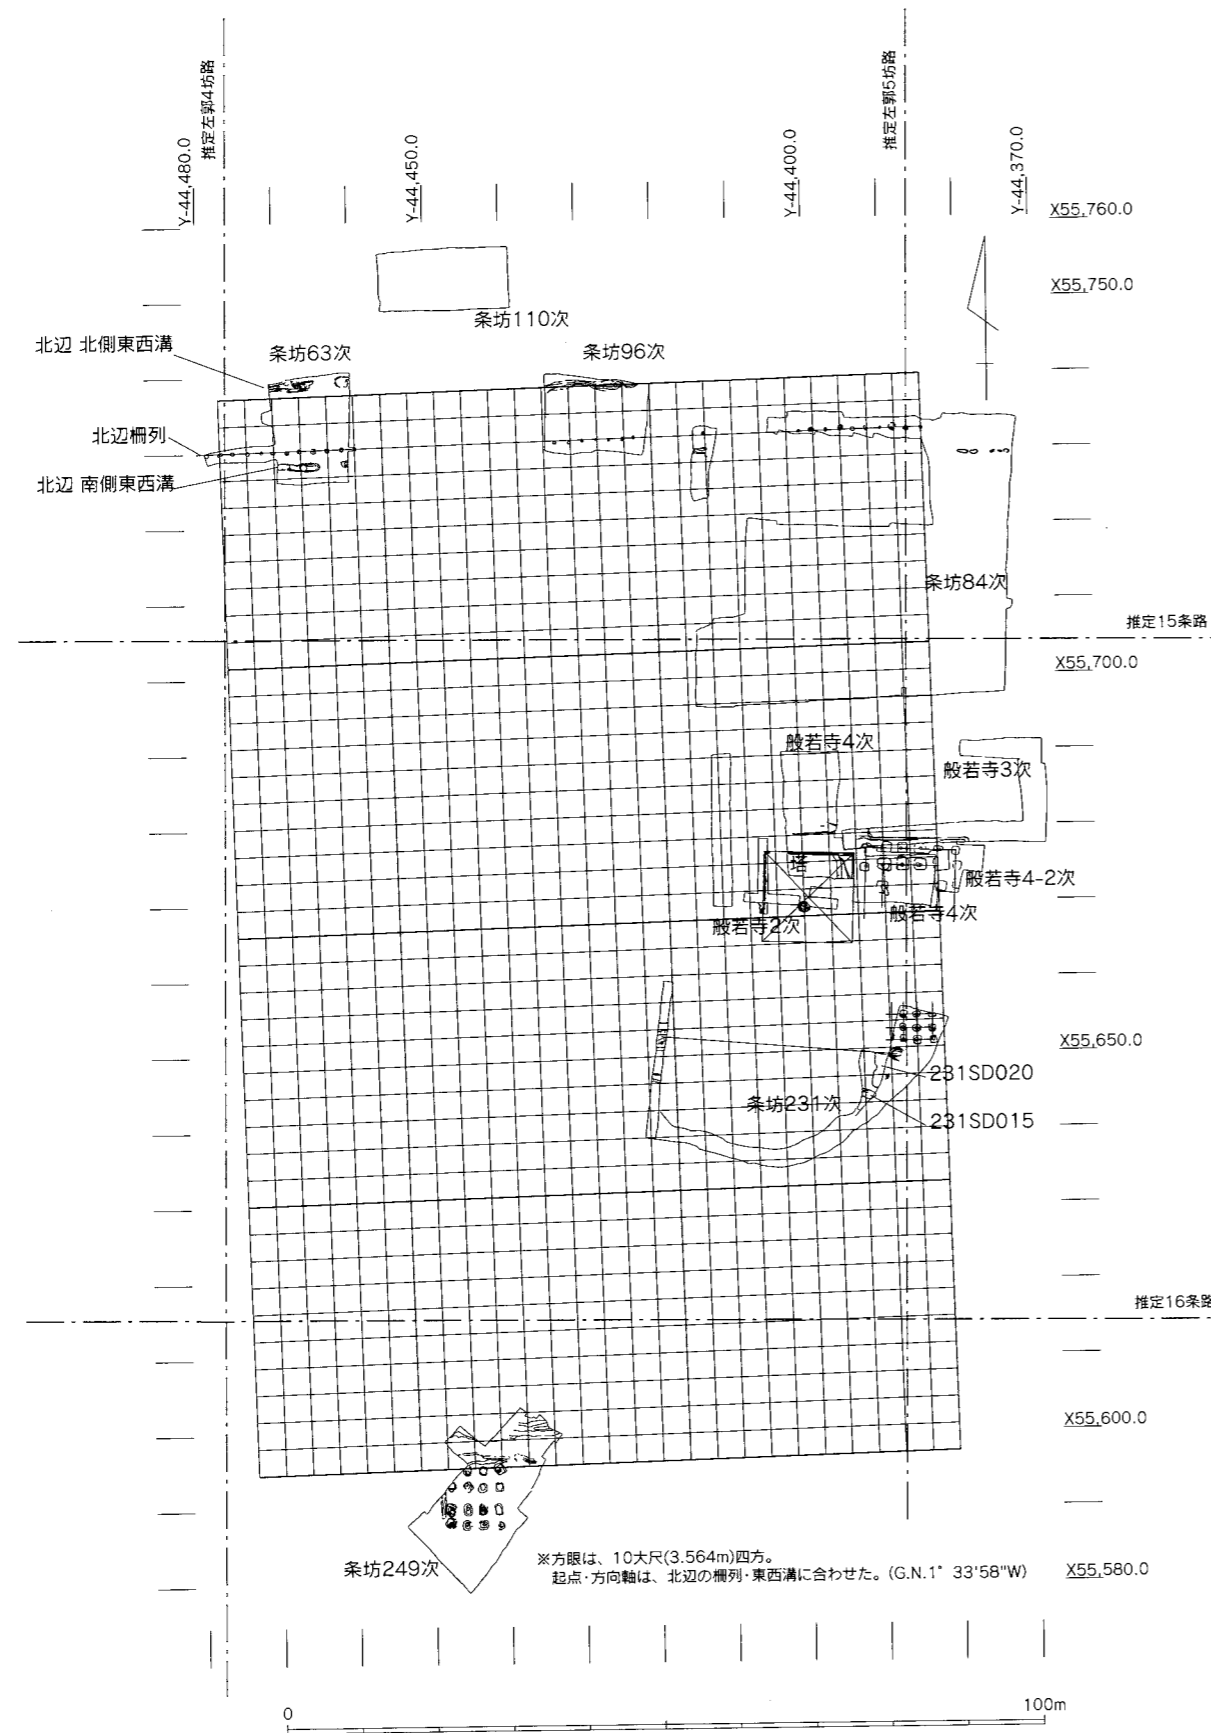 推定左郭4坊路
推定左郭5坊路
Y-44,480.0
Y-44,450.0
Y-44,400.0
Y-44,370.0
X55,760.0
X55,750.0
条坊110次
北辺 北側東西溝
条坊63次
条坊96次
北辺柵列
北辺 南側東西溝
条坊84次
推定15条路
X55,700.0
般若寺4次
般若寺3次
塔
般若寺4-2次
般若寺2次
般若寺4次
X55,650.0
231SD020
条坊231次
231SD015
推定16条路
X55,600.0
条坊249次
※方眼は、10大尺(3.564m)四方。
起点・方向軸は、北辺の柵列・東西溝に合わせた。(G.N.1° 33'58"W)
X55,580.0
0
100m